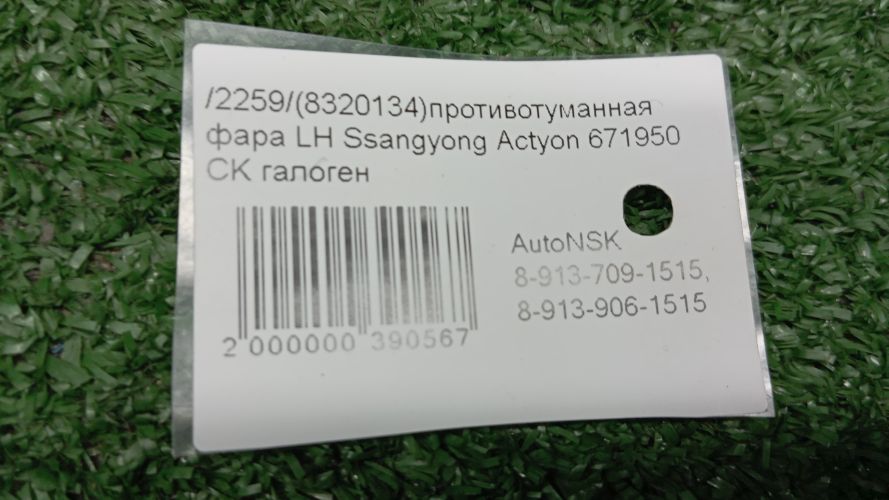 /2259/(8320134)противотуманная
фара LH Ssangyong Actyon 671950
CK галоген
AutoNSK
8-913-709-1515,
8-913-906-1515
2 000000 390567